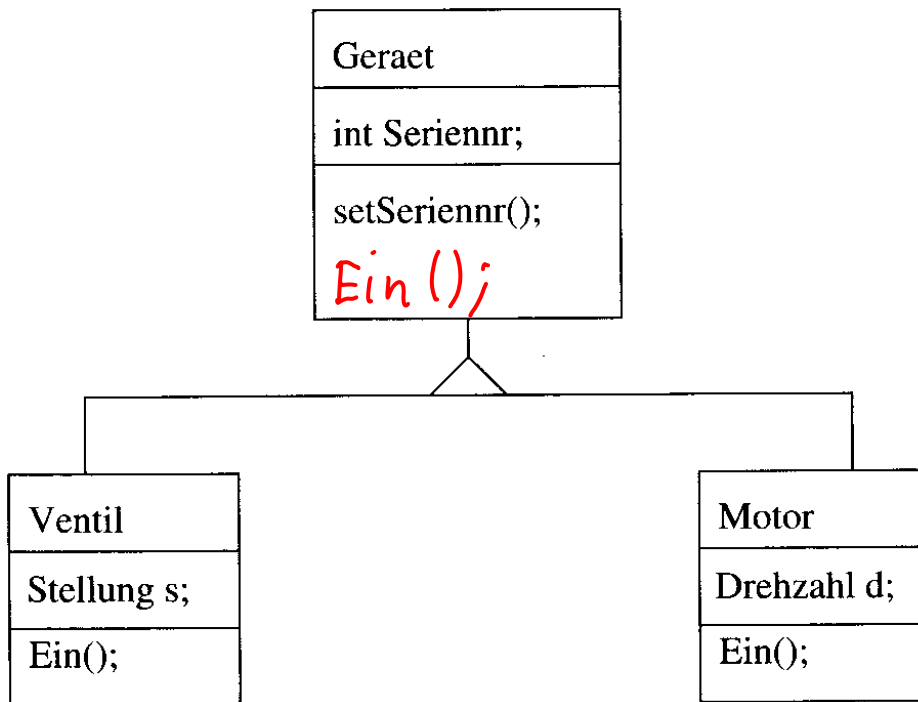 Geraet
int Seriennr;
setSeriennr();
Ein();
Ventil
Stellung s;
Ein();
Motor
Drehzahl d;
Ein();